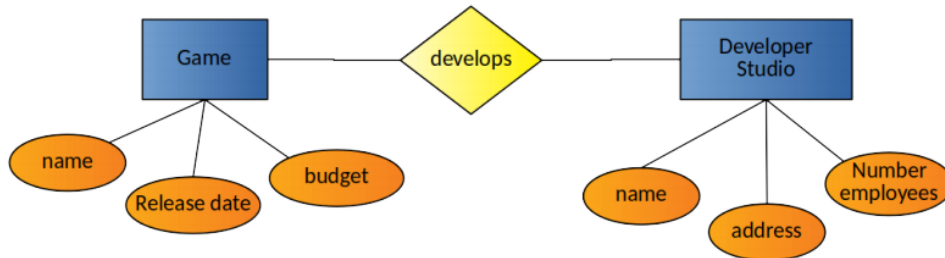 Game
develops
Developer
Studio
name
Release date
budget
name
address
Number
employees